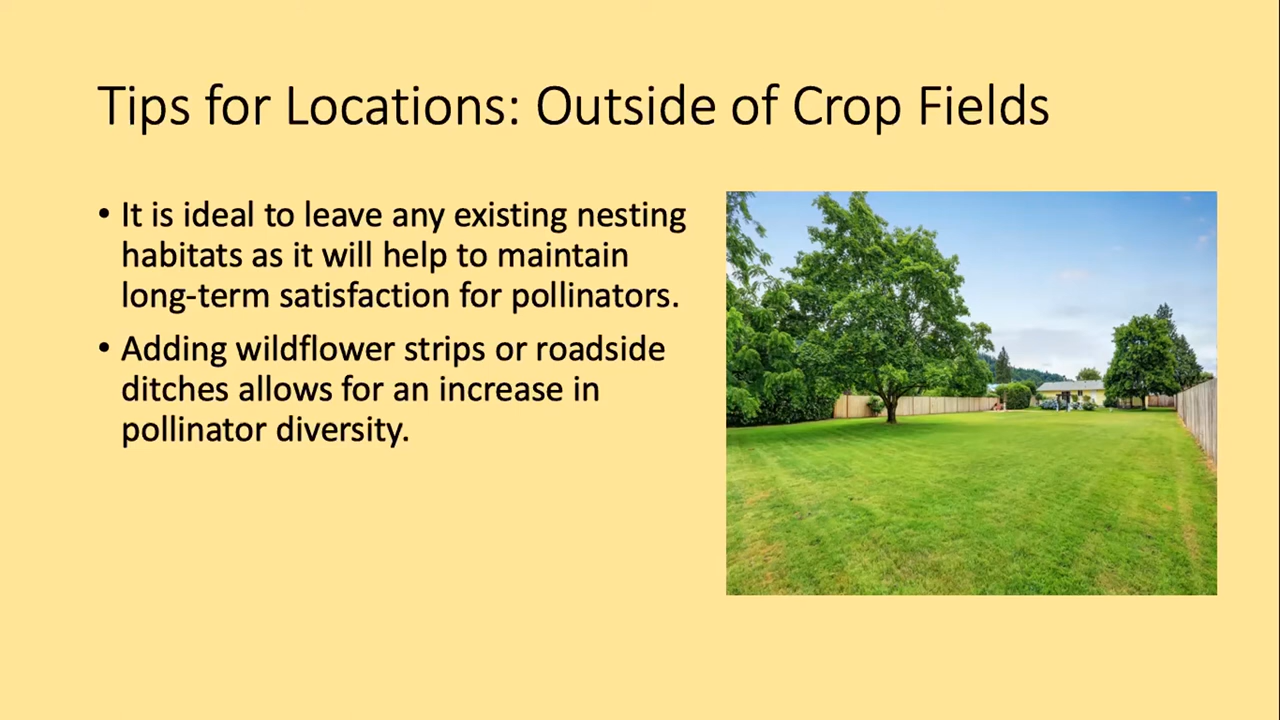 Tips for Locations: Outside of Crop Fields
• It is ideal to leave any existing nesting
habitats as it will help to maintain
long-term satisfaction for pollinators.
• Adding wildflower strips or roadside
ditches allows for an increase in
pollinator diversity.